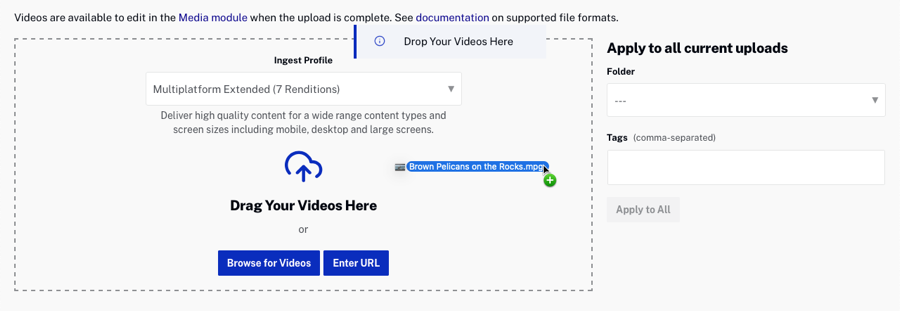 Videos are available to edit in the Media module when the upload is complete. See documentation on supported file formats.
Drop Your Videos Here
Ingest Profile
Multiplatform Extended (7 Renditions)
Deliver high quality content for a wide range content types and
screen sizes including mobile, desktop and large screens.
Brown Pelicans on the Rocks.mpg
Drag Your Videos Here
or
Browse for Videos
Enter URL
Apply to all current uploads
Folder
---
Tags (comma-separated)
Apply to All